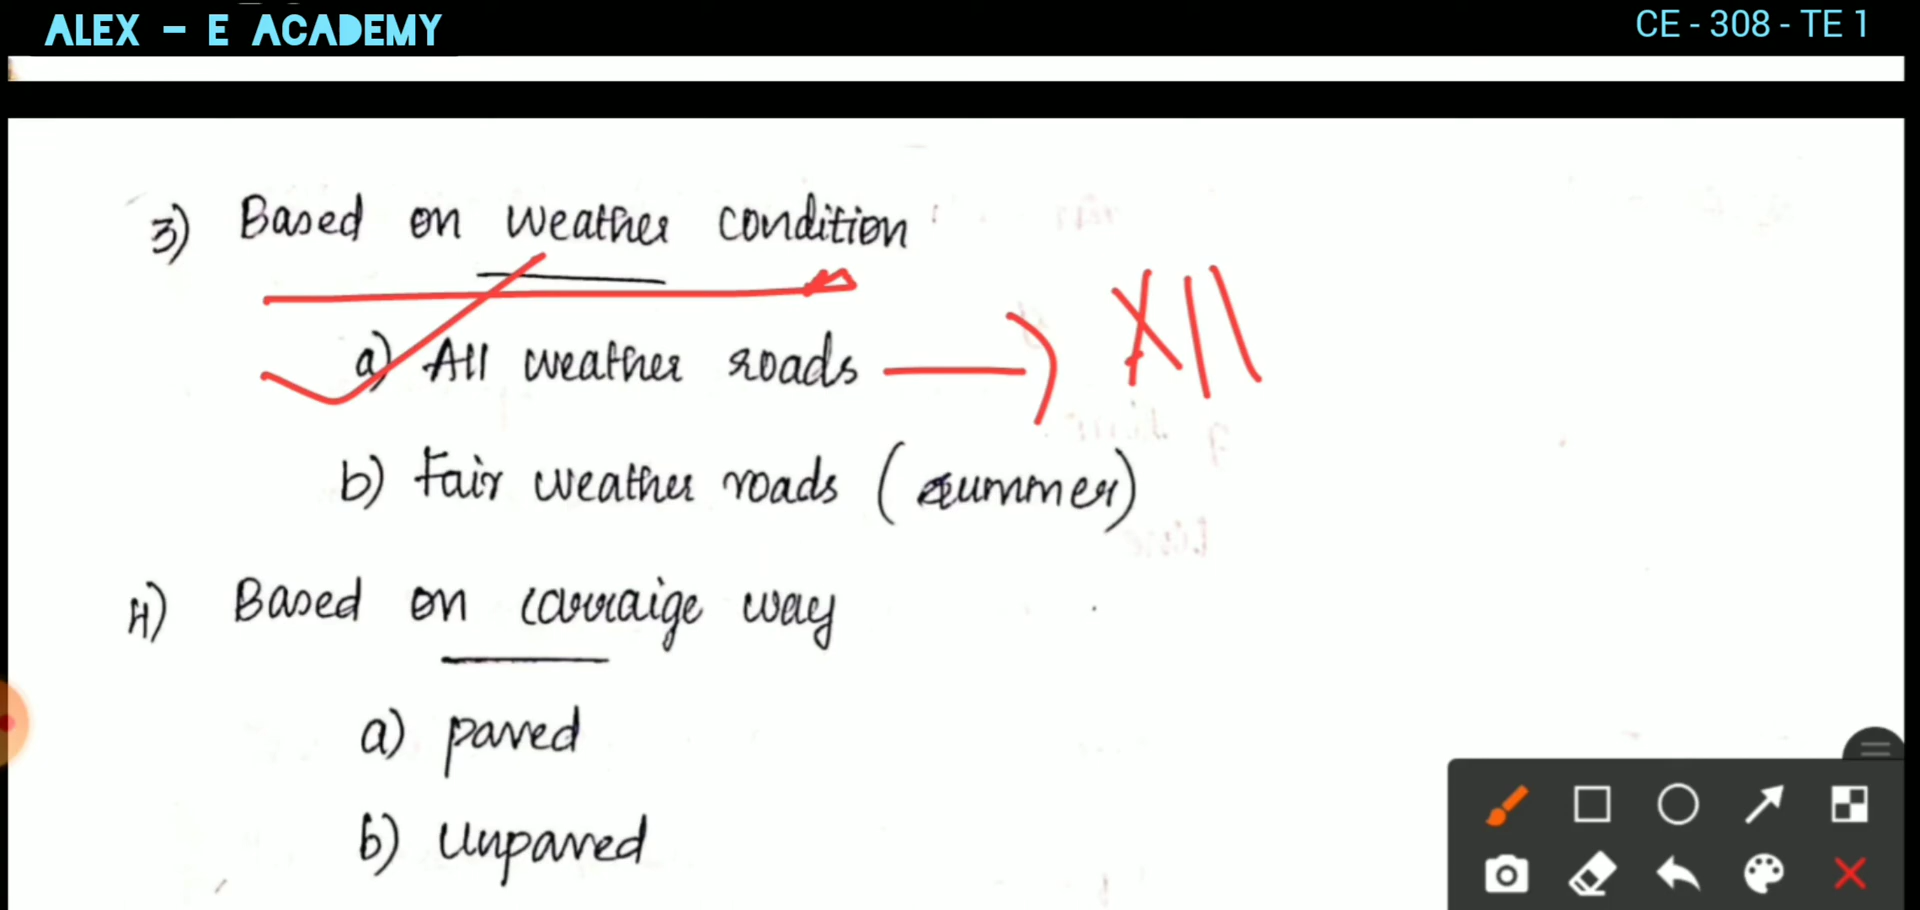 ALEX - E ACADEMY
CE - 308 - TE 1
3) Based on weather condition
a) All weather roads → XII
b) Fair weather roads (summer)
4) Based on carraige way
a) paved
b) Unpaved